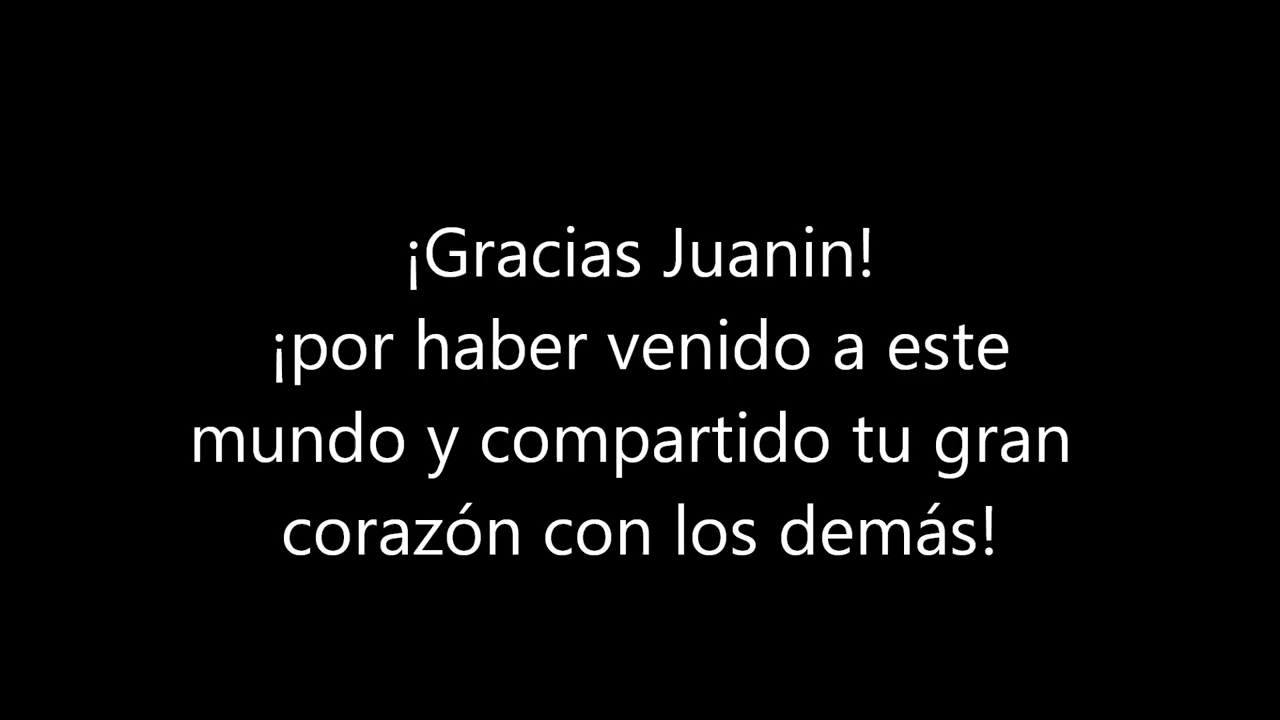 ¡Gracias Juanin!
¡por haber venido a este
mundo y compartido tu gran
corazón con los demás!